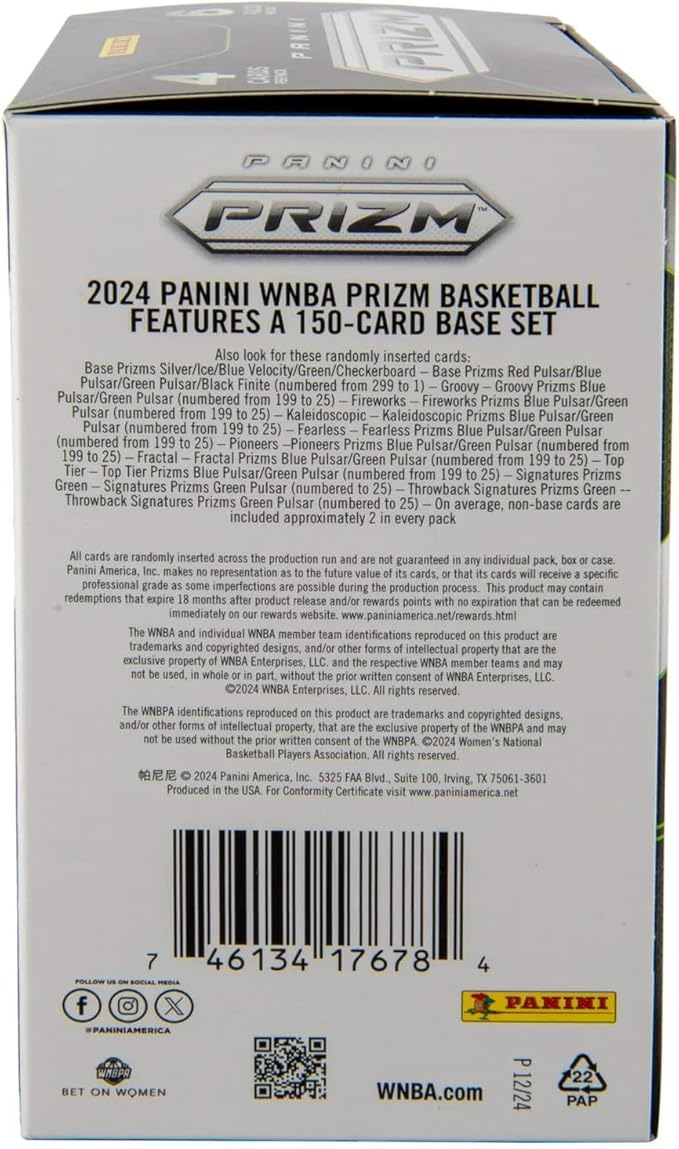 6
PANINI
PRIZM
PANINI
4
CARDS
PANINI
PRIZM™
2024 PANINI WNBA PRIZM BASKETBALL
FEATURES A 150-CARD BASE SET
Also look for these randomly inserted cards:
Base Prizms Silver/Ice/Blue Velocity/Green/Checkerboard – Base Prizms Red Pulsar/Blue
Pulsar/Green Pulsar/Black Finite (numbered from 299 to 1) – Groovy – Groovy Prizms Blue
Pulsar/Green Pulsar (numbered from 199 to 25) – Fireworks – Fireworks Prizms Blue Pulsar/Green
Pulsar (numbered from 199 to 25) – Kaleidoscopic – Kaleidoscopic Prizms Blue Pulsar/Green
Pulsar (numbered from 199 to 25) – Fearless – Fearless Prizms Blue Pulsar/Green Pulsar
(numbered from 199 to 25) – Pioneers –Pioneers Prizms Blue Pulsar/Green Pulsar (numbered from
199 to 25) – Fractal – Fractal Prizms Blue Pulsar/Green Pulsar (numbered from 199 to 25) – Top
Tier – Top Tier Prizms Blue Pulsar/Green Pulsar (numbered from 199 to 25) – Signatures Prizms
Green – Signatures Prizms Green Pulsar (numbered to 25) – Throwback Signatures Prizms Green --
Throwback Signatures Prizms Green Pulsar (numbered to 25) – On average, non-base cards are
included approximately 2 in every pack
All cards are randomly inserted across the production run and are not guaranteed in any individual pack, box or case.
Panini America, Inc. makes no representation as to the future value of its cards, or that its cards will receive a specific
professional grade as some imperfections are possible during the production process. This product may contain
redemptions that expire 18 months after product release and/or rewards points with no expiration that can be redeemed
immediately on our rewards website. www.paniniamerica.net/rewards.html
The WNBA and individual WNBA member team identifications reproduced on this product are
trademarks and copyrighted designs, and/or other forms of intellectual property that are the
exclusive property of WNBA Enterprises, LLC. and the respective WNBA member teams and may
not be used, in whole or in part, without the prior written consent of WNBA Enterprises, LLC.
©2024 WNBA Enterprises, LLC. All rights reserved.
The WNBPA identifications reproduced on this product are trademarks and copyrighted designs,
and/or other forms of intellectual property, that are the exclusive property of the WNBPA and may
not be used without the prior written consent of the WNBPA. ©2024 Women's National
Basketball Players Association. All rights reserved.
帕尼尼 © 2024 Panini America, Inc. 5325 FAA Blvd., Suite 100, Irving, TX 75061-3601
Produced in the USA. For Conformity Certificate visit www.paniniamerica.net
7 46134 17678 4
FOLLOW US ON SOCIAL MEDIA
#PANINIAMERICA
PANINI
WNBPA
BET ON WOMEN
WNBA.com
P 12/24
22
PAP